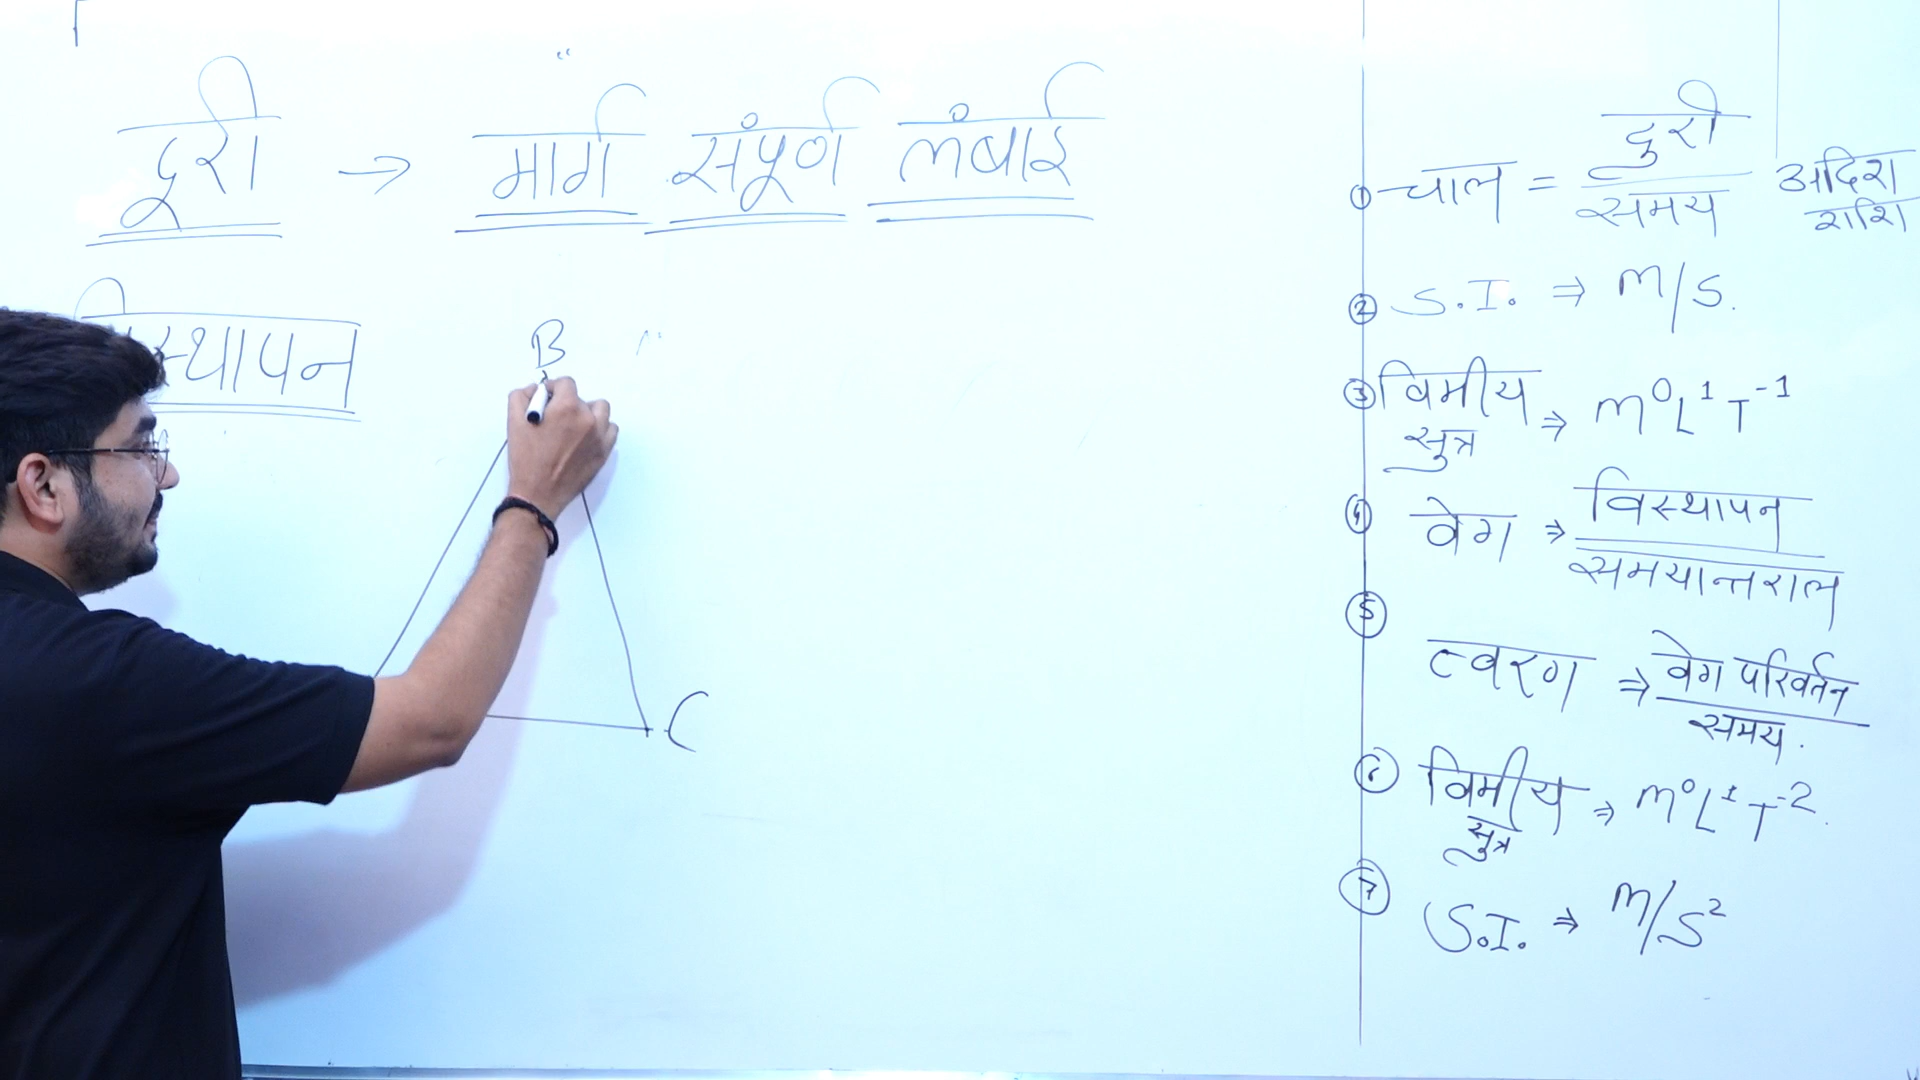 दूरी → मार्ग संपूर्ण लंबाई
स्थापन
B
C
① चाल = दुरी / समय अदिश राशि
② S.I. ⇒ m/s.
③ विमीय सुत्र ⇒ m⁰L¹T⁻¹
④ वेग ⇒ विस्थापन / समयान्तराल
⑤ त्वरण ⇒ वेग परिवर्तन / समय.
⑥ विमीय सुत्र ⇒ m⁰L¹T⁻².
⑦ S.I. ⇒ m/s²